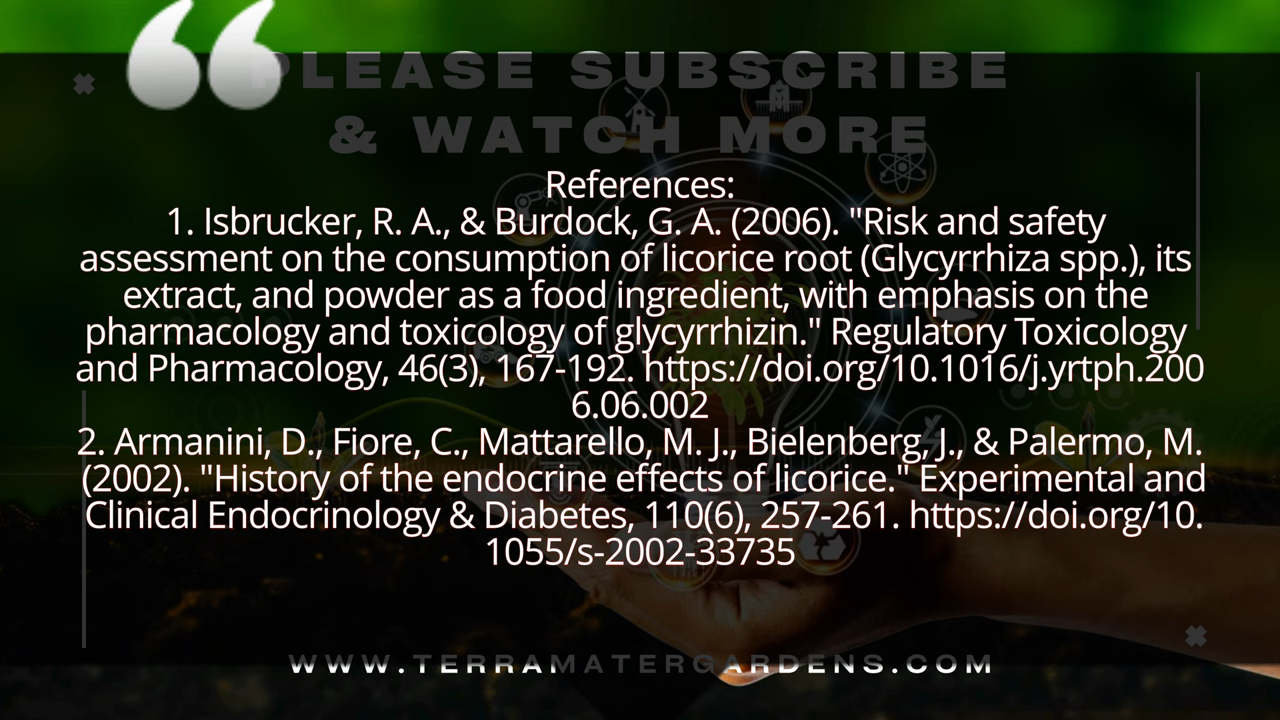 PLEASE SUBSCRIBE
& WATCH MORE
References:
1. Isbrucker, R. A., & Burdock, G. A. (2006). "Risk and safety
assessment on the consumption of licorice root (Glycyrrhiza spp.), its
extract, and powder as a food ingredient, with emphasis on the
pharmacology and toxicology of glycyrrhizin." Regulatory Toxicology
and Pharmacology, 46(3), 167-192. https://doi.org/10.1016/j.yrtph.200
6.06.002
2. Armanini, D., Fiore, C., Mattarello, M. J., Bielenberg, J., & Palermo, M.
(2002). "History of the endocrine effects of licorice." Experimental and
Clinical Endocrinology & Diabetes, 110(6), 257-261. https://doi.org/10.
1055/s-2002-33735
WWW.TERRAMATERGARDENS.COM